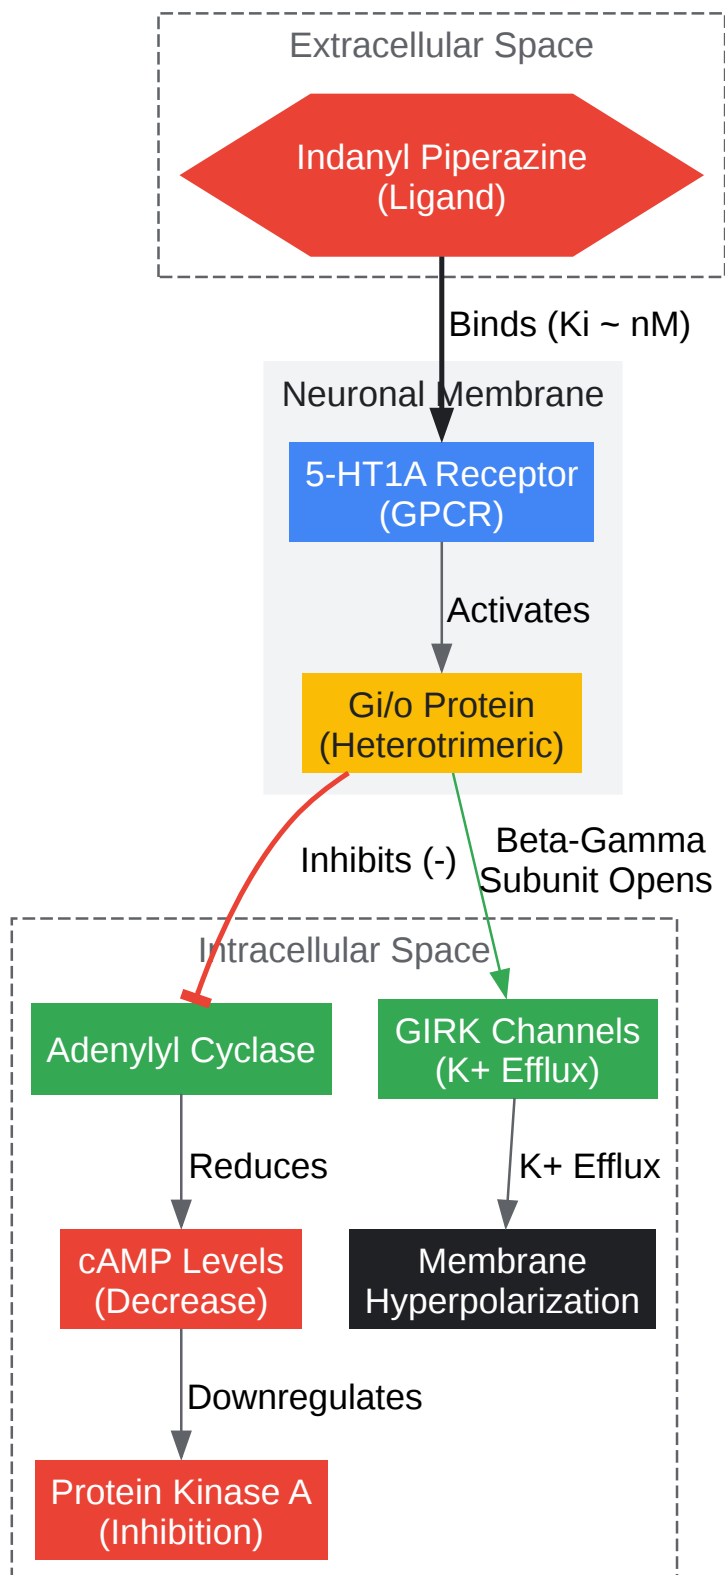 Extracellular Space
Indanyl Piperazine
(Ligand)
Binds (Ki ~ nM)
Neuronal Membrane
5-HT1A Receptor
(GPCR)
Activates
Gi/o Protein
(Heterotrimeric)
Inhibits (-)
Beta-Gamma
Subunit Opens
Intracellular Space
Adenylyl Cyclase
GIRK Channels
(K+ Efflux)
Reduces
K+ Efflux
cAMP Levels
(Decrease)
Membrane
Hyperpolarization
Downregulates
Protein Kinase A
(Inhibition)